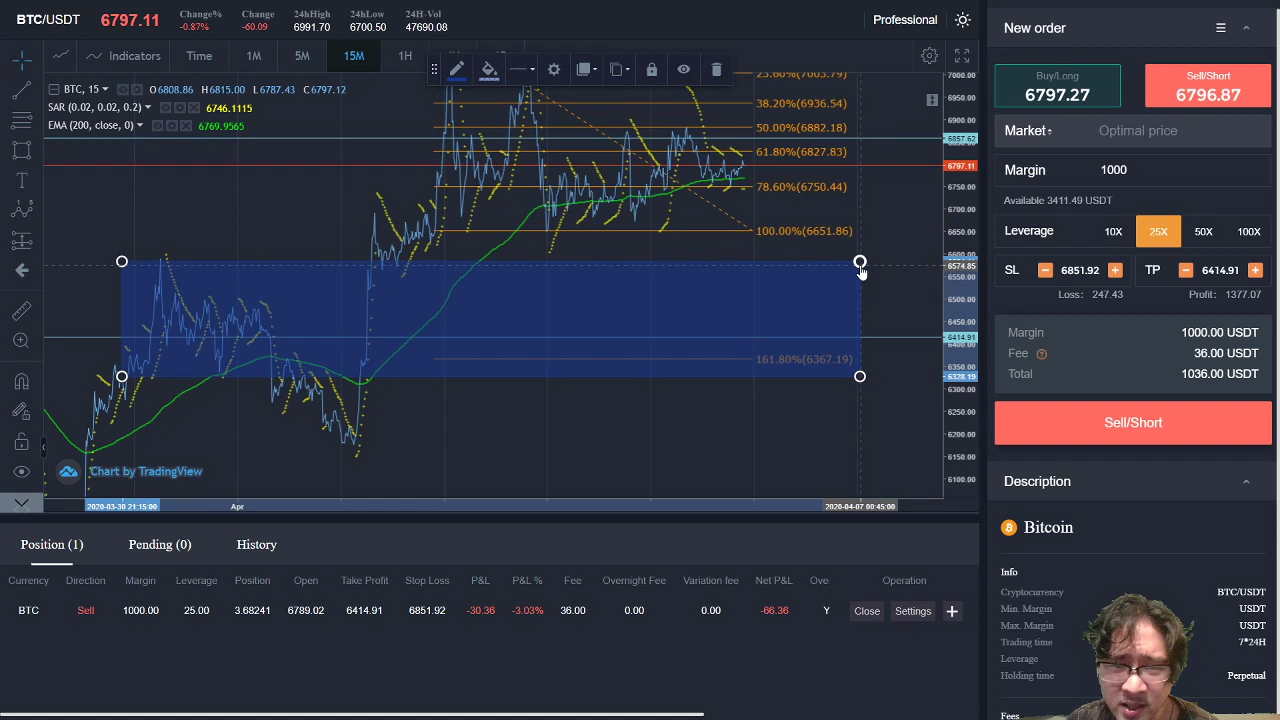 BTC/USDT 6797.11 Change% -0.87% Change -60.09 24hHigh 6991.70 24hLow 6700.50 24H-Vol 47690.08 Professional
Indicators Time 1M 5M 15M 1H
BTC, 15 O6808.86 H6815.00 L6787.43 C6797.12
SAR (0.02, 0.02, 0.2) 6746.1115
EMA (200, close, 0) 6769.9565
23.60%(7003.79)
38.20%(6936.54)
50.00%(6882.18)
61.80%(6827.83)
78.60%(6750.44)
100.00%(6651.86)
161.80%(6367.19)
7000.00
6950.00
6900.00
6857.62
6797.11
6750.00
6700.00
6650.00
6600.00
6574.85
6550.00
6500.00
6450.00
6414.91
6400.00
6350.00
6328.19
6300.00
6250.00
6200.00
6150.00
6100.00
Chart by TradingView
2020-03-30 21:15:00 Apr 2020-04-07 00:45:00
Position (1) Pending (0) History
Currency Direction Margin Leverage Position Open Take Profit Stop Loss P&L P&L % Fee Overnight Fee Variation fee Net P&L Ove Operation
BTC Sell 1000.00 25.00 3.68241 6789.02 6414.91 6851.92 -30.36 -3.03% 36.00 0.00 0.00 -66.36 Y Close Settings +
New order
Buy/Long
6797.27
Sell/Short
6796.87
Market Optimal price
Margin 1000
Available 3411.49 USDT
Leverage 10X 25X 50X 100X
SL 6851.92 TP 6414.91
Loss: 247.43 Profit: 1377.07
Margin 1000.00 USDT
Fee 36.00 USDT
Total 1036.00 USDT
Sell/Short
Description
Bitcoin
Info
Cryptocurrency BTC/USDT
Min. Margin USDT
Max. Margin USDT
Trading time 7*24H
Leverage
Holding time Perpetual
Fees